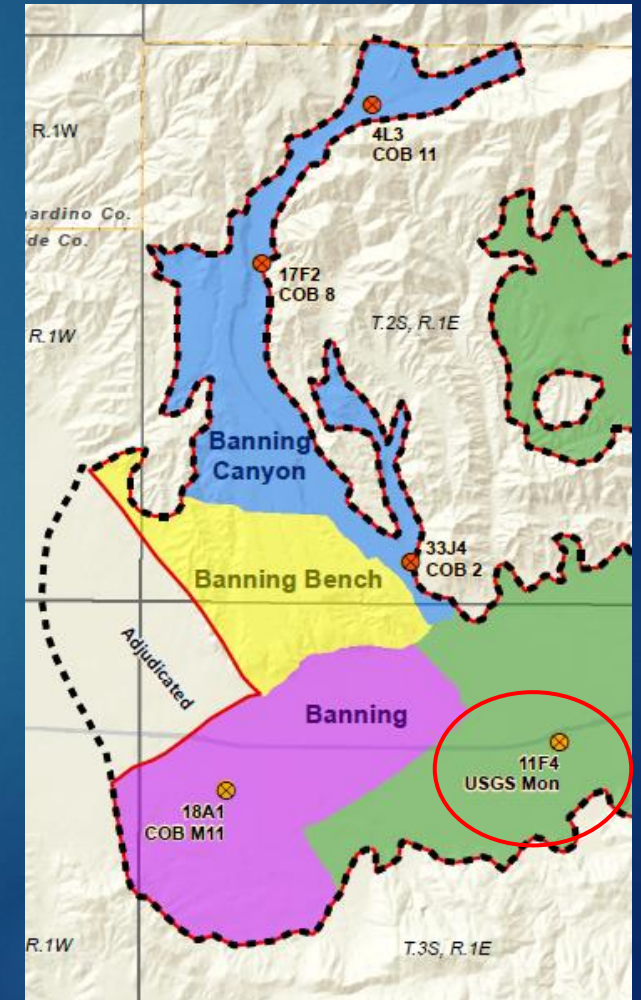 R.1W
4L3
COB 11
ardino Co.
de Co.
17F2
COB 8
T.2S, R.1E
R.1W
Banning
Canyon
33J4
COB 2
Banning Bench
Adjudicated
Banning
11F4
USGS Mon
18A1
COB M11
R.1W
T.3S, R.1E